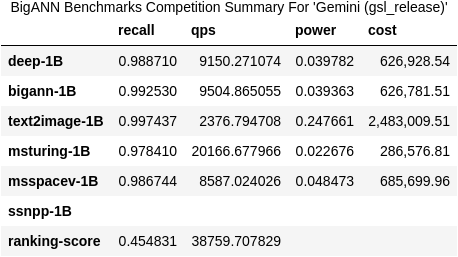 BigANN Benchmarks Competition Summary For 'Gemini (gsl_release)'
recall qps power cost
deep-1B 0.988710 9150.271074 0.039782 626,928.54
bigann-1B 0.992530 9504.865055 0.039363 626,781.51
text2image-1B 0.997437 2376.794708 0.247661 2,483,009.51
msturing-1B 0.978410 20166.677966 0.022676 286,576.81
msspacev-1B 0.986744 8587.024026 0.048473 685,699.96
ssnpp-1B
ranking-score 0.454831 38759.707829